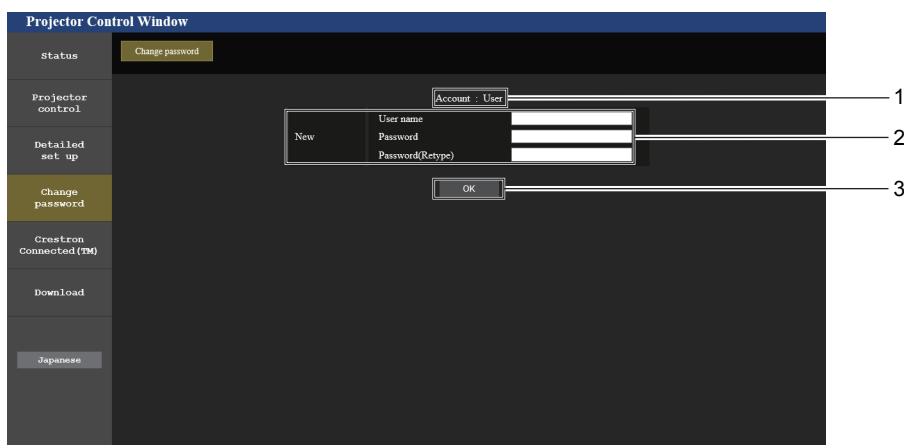 Projector Control Window
Status
Change password
Projector
control
Detailed
set up
Change
password
Crestron
Connected(TM)
Download
Japanese
Account : User
New
User name
Password
Password(Retype)
OK
1
2
3